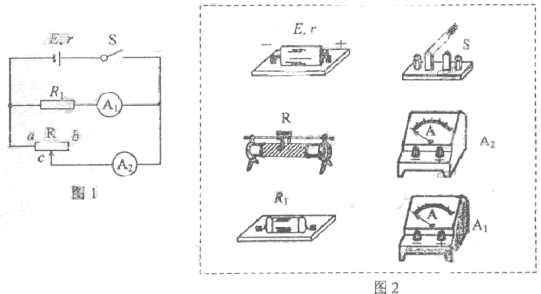 E, r
S
R₁
A₁
a
R
b
c
A₂
图 1
E, r
− +
S
R
A
A₂
R₁
A
A₁
图 2